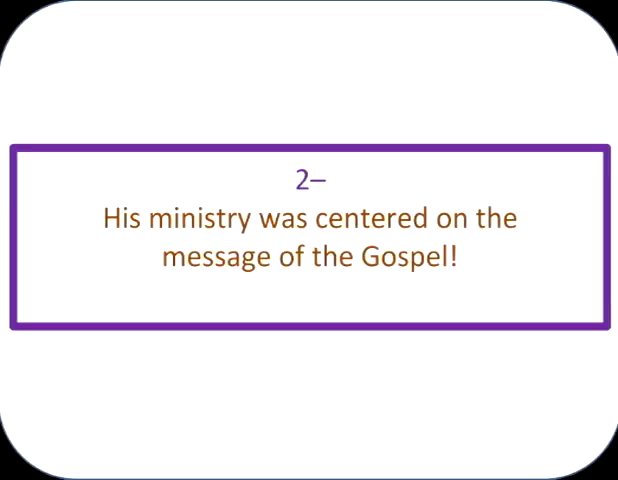 2–
His ministry was centered on the
message of the Gospel!